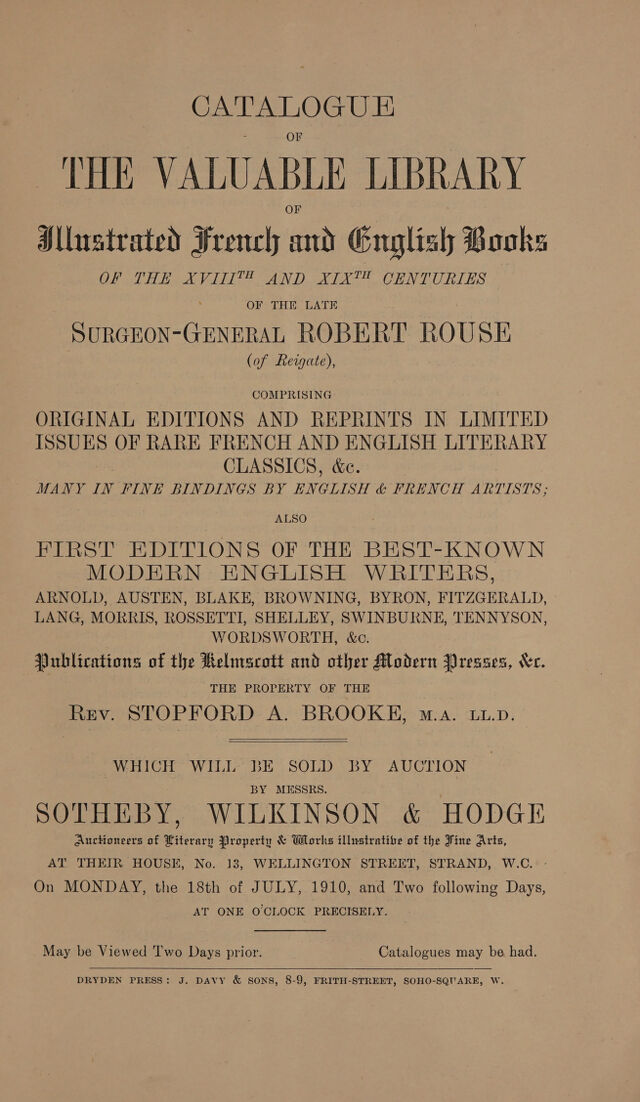 CATALOGUE
OF
THE VALUABLE LIBRARY
OF
Illustrated French and English Books
OF THE XVIIITH AND XIXTH CENTURIES
OF THE LATE
SURGEON-GENERAL ROBERT ROUSE
(of Reigate),
COMPRISING
ORIGINAL EDITIONS AND REPRINTS IN LIMITED
ISSUES OF RARE FRENCH AND ENGLISH LITERARY
CLASSICS, &c.
MANY IN FINE BINDINGS BY ENGLISH & FRENCH ARTISTS;
ALSO
FIRST EDITIONS OF THE BEST-KNOWN
MODERN ENGLISH WRITERS,
ARNOLD, AUSTEN, BLAKE, BROWNING, BYRON, FITZGERALD,
LANG, MORRIS, ROSSETTI, SHELLEY, SWINBURNE, TENNYSON,
WORDSWORTH, &c.
Publications of the Kelmscott and other Modern Presses, &c.
THE PROPERTY OF THE
REV. STOPFORD A. BROOKE, M.A. LL.D.
WHICH WILL BE SOLD BY AUCTION
BY MESSRS.
SOTHEBY, WILKINSON & HODGE
Auctioneers of Literary Property & Works illustrative of the Fine Arts,
AT THEIR HOUSE, No. 13, WELLINGTON STREET, STRAND, W.C.
On MONDAY, the 18th of JULY, 1910, and Two following Days,
AT ONE O'CLOCK PRECISELY.
May be Viewed Two Days prior. Catalogues may be had.
DRYDEN PRESS: J. DAVY & SONS, 8-9, FRITH-STREET, SOHO-SQUARE, W.